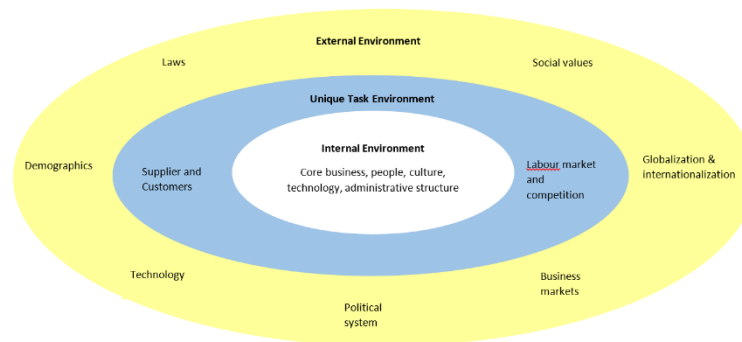 External Environment
Laws
Social values
Unique Task Environment
Internal Environment
Core business, people, culture,
technology, administrative structure
Demographics
Supplier and
Customers
Labour market
and
competition
Globalization &
internationalization
Technology
Business
markets
Political
system